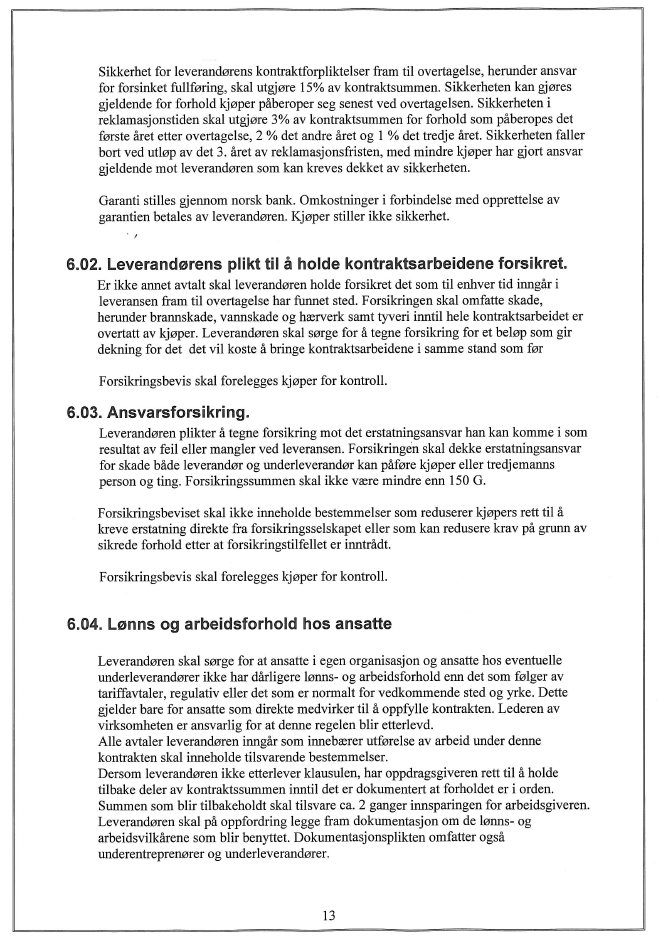 Sikkerhet for leverandørens kontraktforpliktelser fram til overtagelse, herunder ansvar
for forsinket fullføring, skal utgjøre 15% av kontraktsummen. Sikkerheten kan gjøres
gjeldende for forhold kjøper påberoper seg senest ved overtagelsen. Sikkerheten i
reklamasjonstiden skal utgjøre 3% av kontraktsummen for forhold som påberopes det
første året etter overtagelse, 2 % det andre året og 1 % det tredje året. Sikkerheten faller
bort ved utløp av det 3. året av reklamasjonsfristen, med mindre kjøper har gjort ansvar
gjeldende mot leverandøren som kan kreves dekket av sikkerheten.
Garanti stilles gjennom norsk bank. Omkostninger i forbindelse med opprettelse av
garantien betales av leverandøren. Kjøper stiller ikke sikkerhet.
6.02. Leverandørens plikt til å holde kontraktsarbeidene forsikret.
Er ikke annet avtalt skal leverandøren holde forsikret det som til enhver tid inngår i
leveransen fram til overtagelse har funnet sted. Forsikringen skal omfatte skade,
herunder brannskade, vannskade og hærverk samt tyveri inntil hele kontraktsarbeidet er
overtatt av kjøper. Leverandøren skal sørge for å tegne forsikring for et beløp som gir
dekning for det det vil koste å bringe kontraktsarbeidene i samme stand som før
Forsikringsbevis skal forelegges kjøper for kontroll.
6.03. Ansvarsforsikring.
Leverandøren plikter å tegne forsikring mot det erstatningsansvar han kan komme i som
resultat av feil eller mangler ved leveransen. Forsikringen skal dekke erstatningsansvar
for skade både leverandør og underleverandør kan påføre kjøper eller tredjemanns
person og ting. Forsikringssummen skal ikke være mindre enn 150 G.
Forsikringsbeviset skal ikke inneholde bestemmelser som reduserer kjøpers rett til å
kreve erstatning direkte fra forsikringsselskapet eller som kan redusere krav på grunn av
sikrede forhold etter at forsikringstilfellet er inntrådt.
Forsikringsbevis skal forelegges kjøper for kontroll.
6.04. Lønns og arbeidsforhold hos ansatte
Leverandøren skal sørge for at ansatte i egen organisasjon og ansatte hos eventuelle
underleverandører ikke har dårligere lønns- og arbeidsforhold enn det som følger av
tariffavtaler, regulativ eller det som er normalt for vedkommende sted og yrke. Dette
gjelder bare for ansatte som direkte medvirker til å oppfylle kontrakten. Lederen av
virksomheten er ansvarlig for at denne regelen blir etterlevd.
Alle avtaler leverandøren inngår som innebærer utførelse av arbeid under denne
kontrakten skal inneholde tilsvarende bestemmelser.
Dersom leverandøren ikke etterlever klausulen, har oppdragsgiveren rett til å holde
tilbake deler av kontraktssummen inntil det er dokumentert at forholdet er i orden.
Summen som blir tilbakeholdt skal tilsvare ca. 2 ganger innsparingen for arbeidsgiveren.
Leverandøren skal på oppfordring legge fram dokumentasjon om de lønns- og
arbeidsvilkårene som blir benyttet. Dokumentasjonsplikten omfatter også
underentreprenører og underleverandører.
13